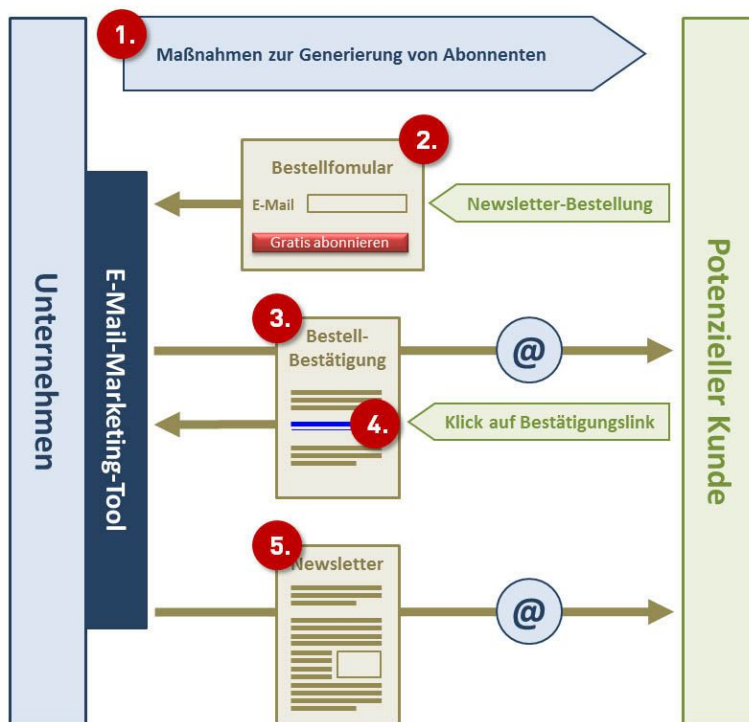 1.
Maßnahmen zur Generierung von Abonnenten
2.
Bestellfomular
E-Mail
Gratis abonnieren
Newsletter-Bestellung
Unternehmen
E-Mail-Marketing-Tool
Potenzieller Kunde
3.
Bestell-
Bestätigung
@
4.
Klick auf Bestätigungslink
5.
Newsletter
@